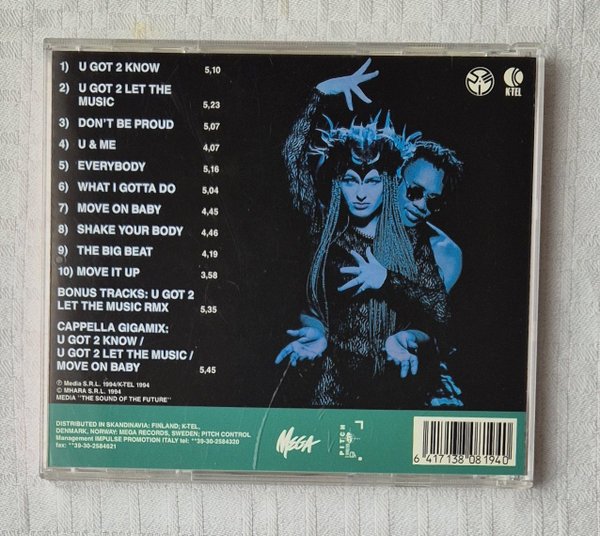 1) U GOT 2 KNOW 5,10
2) U GOT 2 LET THE
MUSIC 5,23
3) DON'T BE PROUD 5,07
4) U & ME 4,07
5) EVERYBODY 5,16
6) WHAT I GOTTA DO 5,04
7) MOVE ON BABY 4,45
8) SHAKE YOUR BODY 4,46
9) THE BIG BEAT 4,19
10) MOVE IT UP 3,58
BONUS TRACKS: U GOT 2
LET THE MUSIC RMX 5,35
CAPPELLA GIGAMIX:
U GOT 2 KNOW /
U GOT 2 LET THE MUSIC /
MOVE ON BABY 5,45
℗ Media S.R.L. 1994/K-TEL 1994
© MHARA S.R.L. 1994
MEDIA "THE SOUND OF THE FUTURE"
K-TEL
DISTRIBUTED IN SKANDINAVIA: FINLAND; K-TEL,
DENMARK, NORWAY: MEGA RECORDS, SWEDEN; PITCH CONTROL
Management IMPULSE PROMOTION ITALY tel: **39-30-2584320
fax: **39-30-2584021
MEGA
PITCH
6 417138 081940